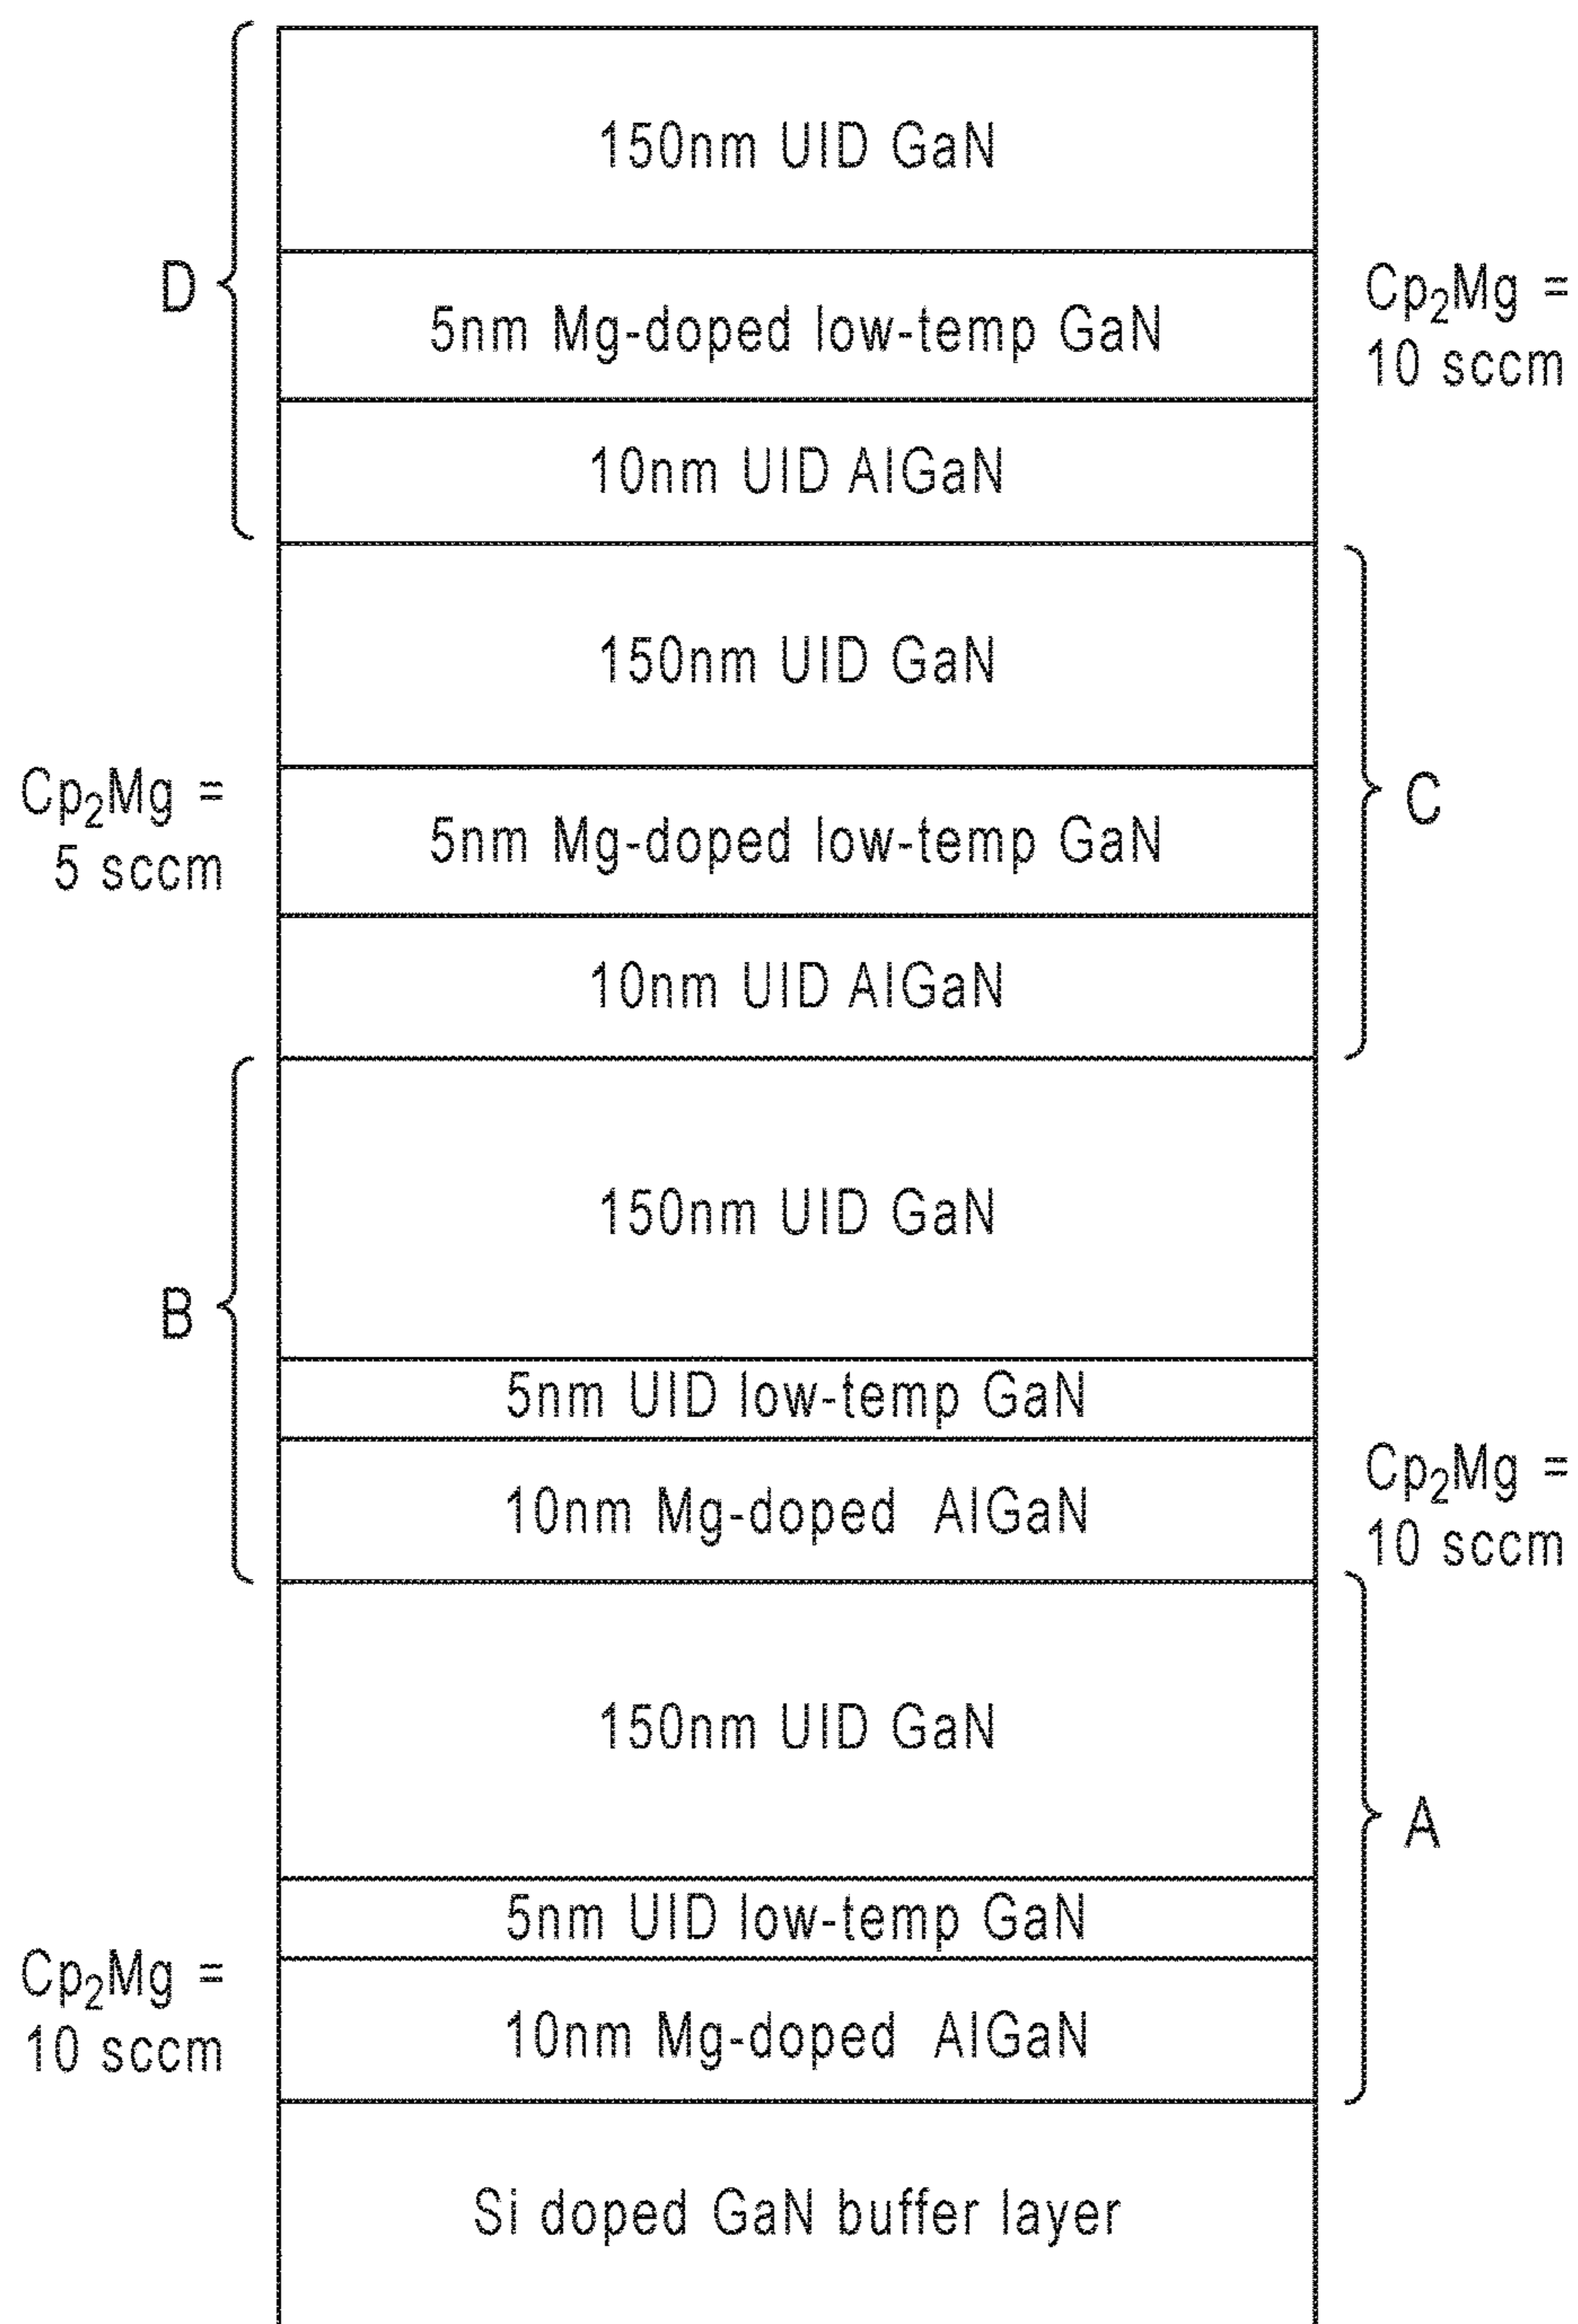 150nm UID GaN
D
5nm Mg-doped low-temp GaN
Cp₂Mg =
10 sccm
10nm UID AlGaN
150nm UID GaN
Cp₂Mg =
5 sccm
5nm Mg-doped low-temp GaN
C
10nm UID AlGaN
150nm UID GaN
B
5nm UID low-temp GaN
10nm Mg-doped AlGaN
Cp₂Mg =
10 sccm
150nm UID GaN
A
5nm UID low-temp GaN
Cp₂Mg =
10 sccm
10nm Mg-doped AlGaN
Si doped GaN buffer layer